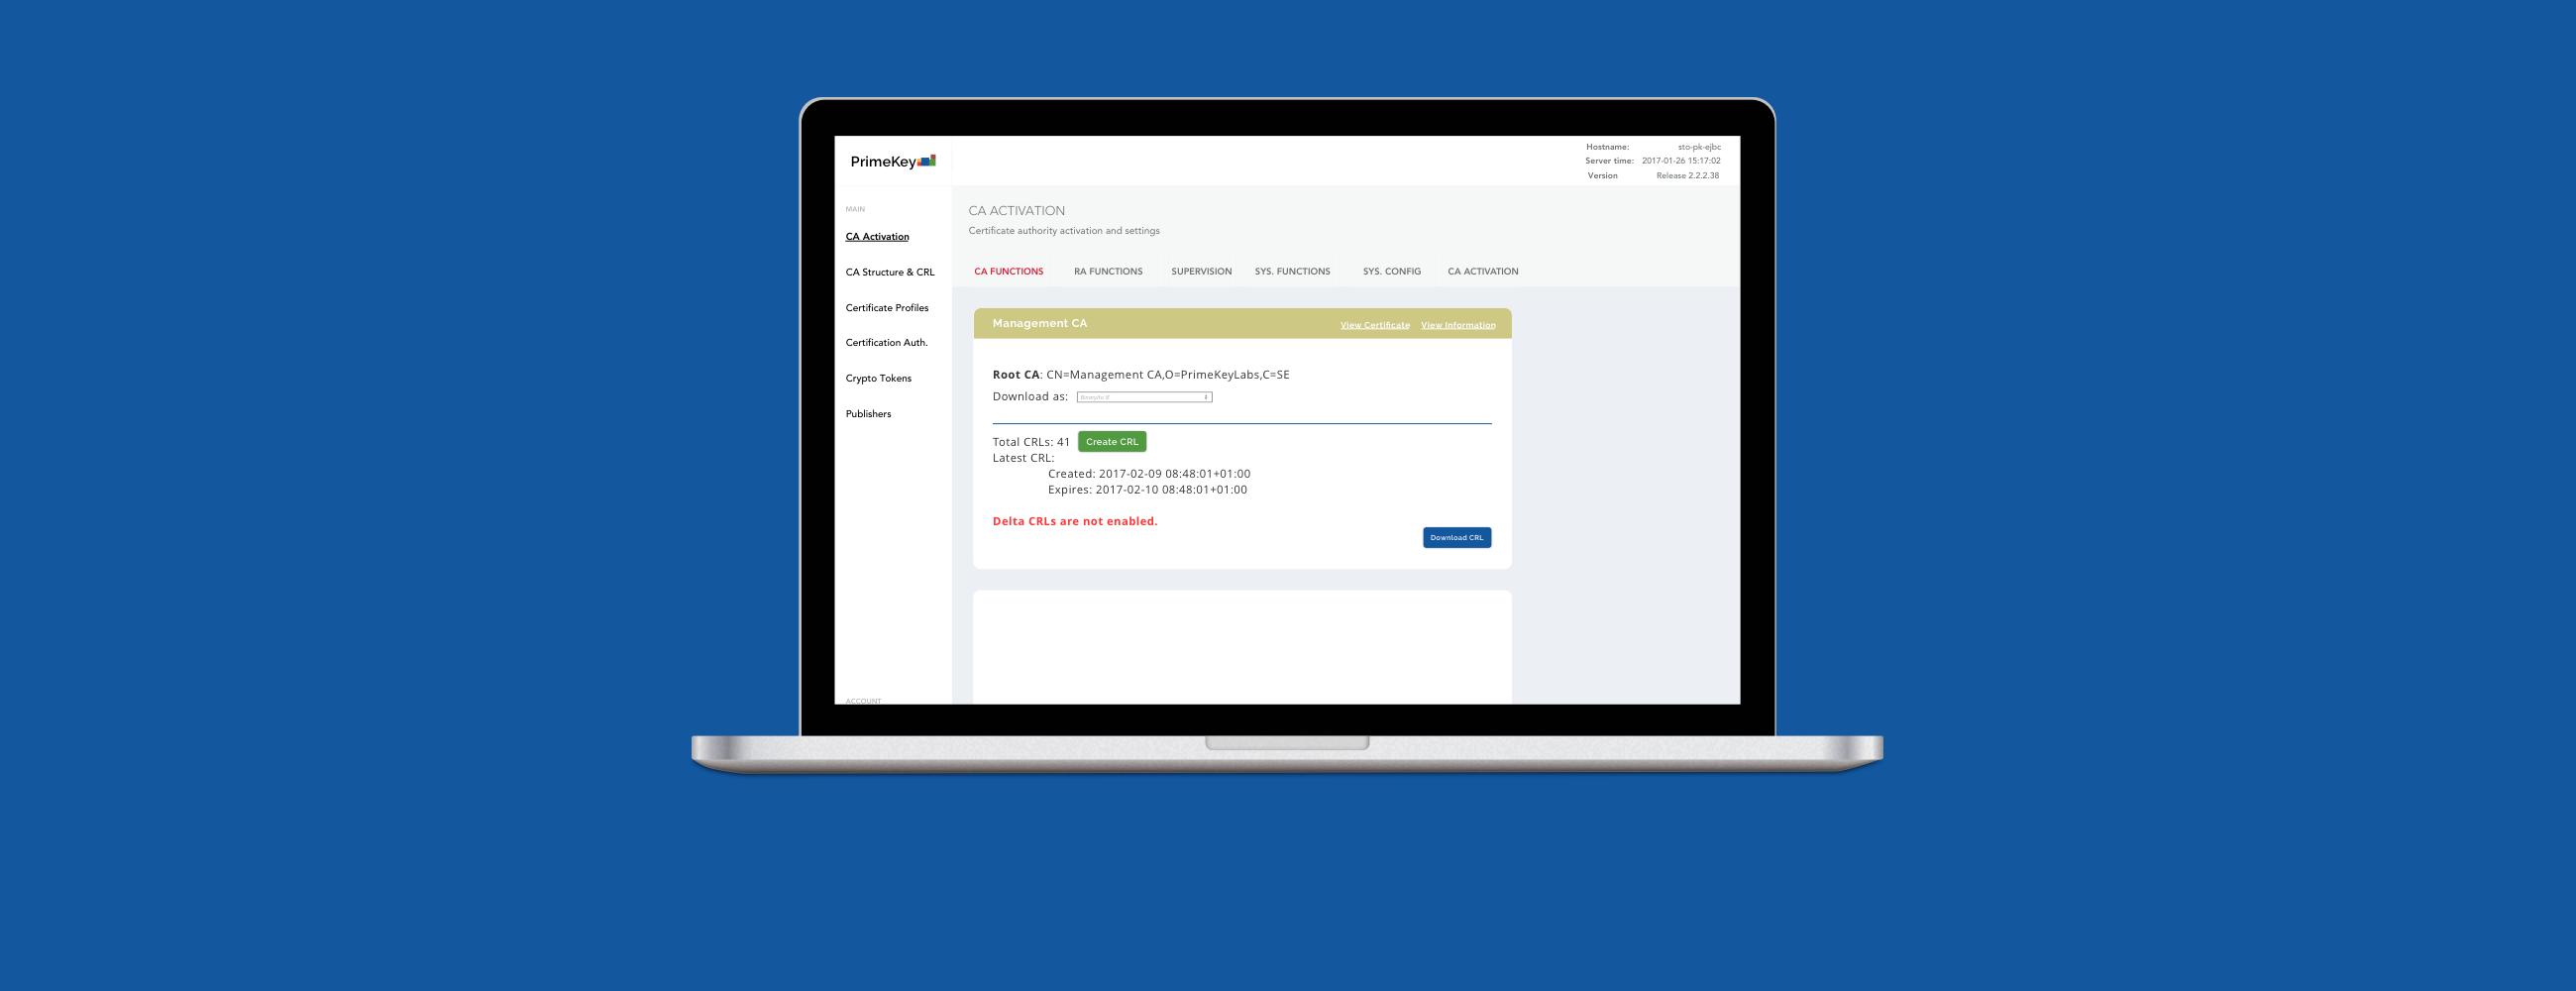 PrimeKey
Hostname: sto-pk-ejbc
Server time: 2017-01-26 15:17:02
Version Release 2.2.2.38
MAIN
CA Activation
CA Structure & CRL
Certificate Profiles
Certification Auth.
Crypto Tokens
Publishers
ACCOUNT
CA ACTIVATION
Certificate authority activation and settings
CA FUNCTIONS RA FUNCTIONS SUPERVISION SYS. FUNCTIONS SYS. CONFIG CA ACTIVATION
Management CA View Certificate View Information
Root CA: CN=Management CA,O=PrimeKeyLabs,C=SE
Download as:
Total CRLs: 41 Create CRL
Latest CRL:
Created: 2017-02-09 08:48:01+01:00
Expires: 2017-02-10 08:48:01+01:00
Delta CRLs are not enabled.
Download CRL